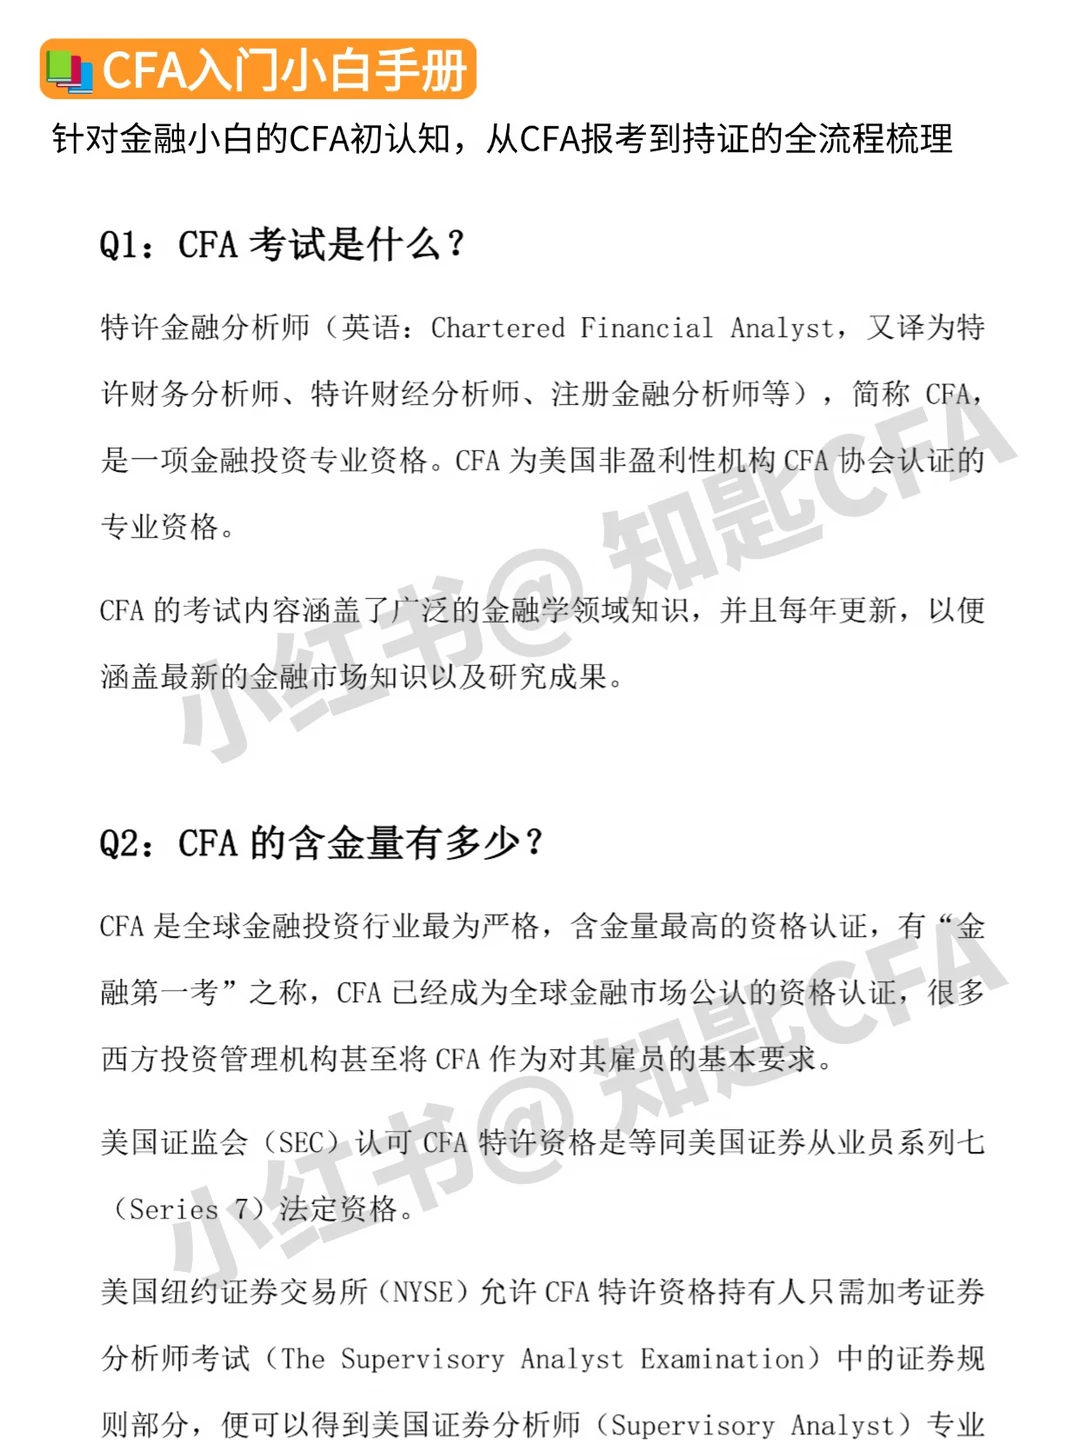 CFA入门小白手册
针对金融小白的CFA初认知，从CFA报考到持证的全流程梳理
Q1：CFA 考试是什么？
特许金融分析师（英语：Chartered Financial Analyst，又译为特
许财务分析师、特许财经分析师、注册金融分析师等），简称 CFA，
是一项金融投资专业资格。CFA 为美国非盈利性机构 CFA 协会认证的
专业资格。
CFA 的考试内容涵盖了广泛的金融学领域知识，并且每年更新，以便
涵盖最新的金融市场知识以及研究成果。
小红书@ 知匙CFA
Q2：CFA 的含金量有多少？
CFA 是全球金融投资行业最为严格，含金量最高的资格认证，有“金
融第一考”之称，CFA 已经成为全球金融市场公认的资格认证，很多
西方投资管理机构甚至将 CFA 作为对其雇员的基本要求。
美国证监会（SEC）认可 CFA 特许资格是等同美国证券从业员系列七
（Series 7）法定资格。
小红书@ 知匙CFA
美国纽约证券交易所（NYSE）允许 CFA 特许资格持有人只需加考证券
分析师考试（The Supervisory Analyst Examination）中的证券规
则部分，便可以得到美国证券分析师（Supervisory Analyst）专业